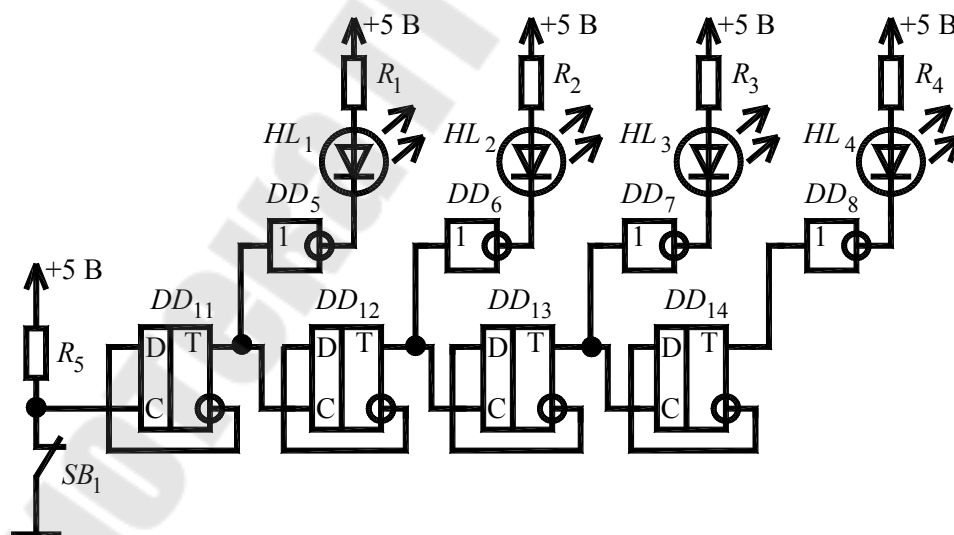 +5 В +5 В +5 В +5 В
R1 R2 R3 R4
HL1 HL2 HL3 HL4
DD5 DD6 DD7 DD8
1 1 1 1
+5 В
DD11 DD12 DD13 DD14
R5
D T D T D T D T
C C C C
SB1